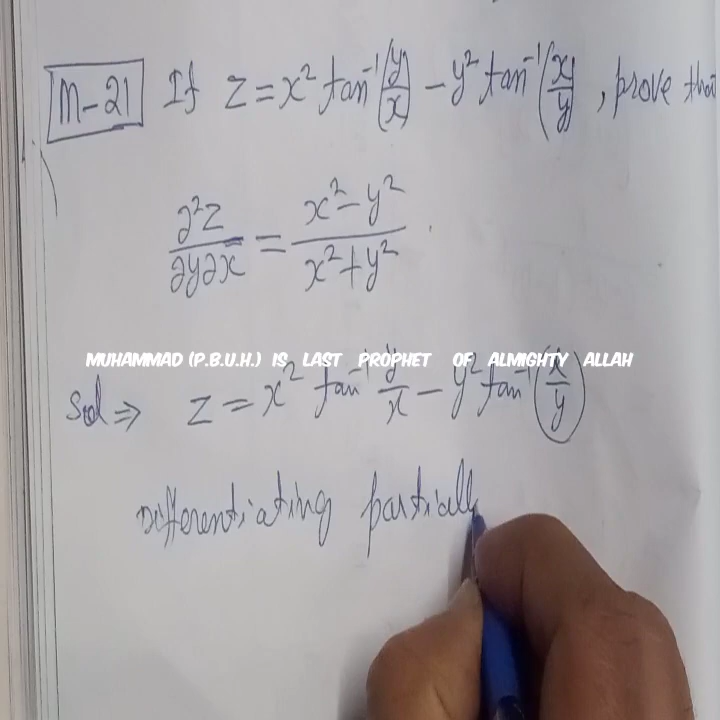 M-21 If z = x² tan⁻¹(y/x) - y² tan⁻¹(x/y), prove that
∂²z/∂y∂x = (x² - y²)/(x² + y²).
MUHAMMAD (P.B.U.H.) IS LAST PROPHET OF ALMIGHTY ALLAH
Sol ⇒ z = x² tan⁻¹ y/x - y² tan⁻¹(x/y)
Differentiating partially